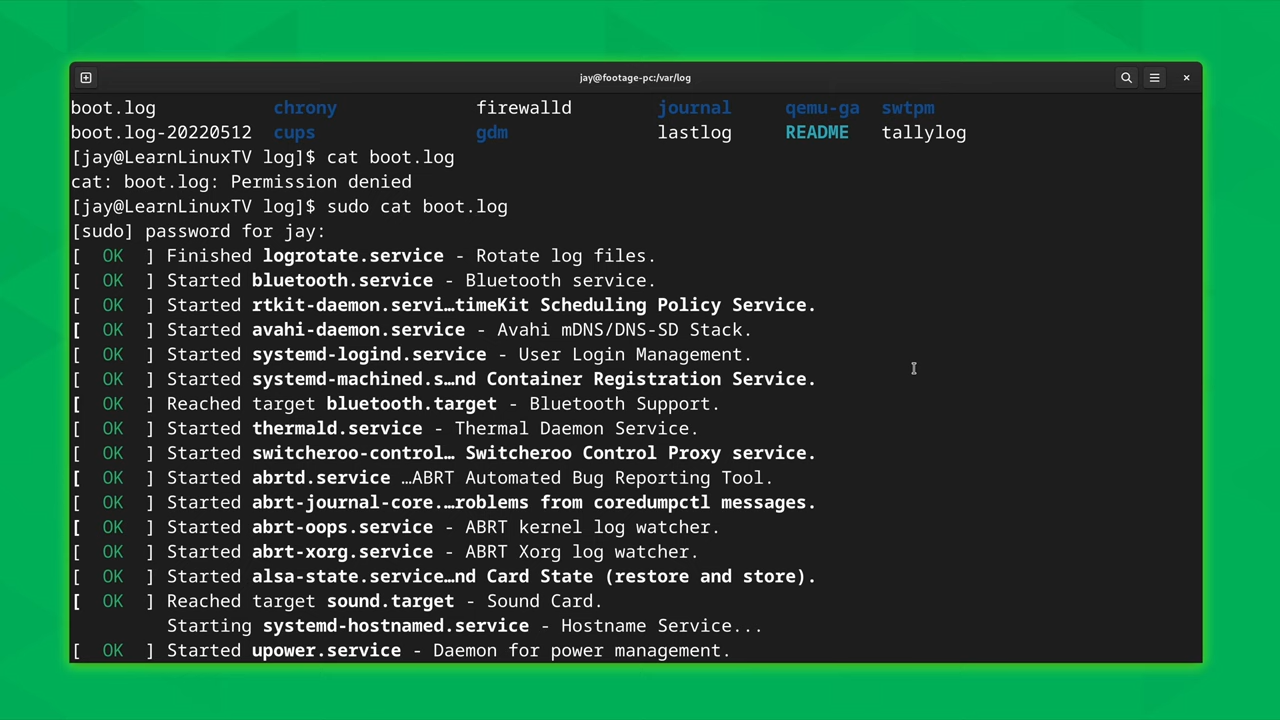 jay@footage-pc:/var/log
boot.log chrony firewalld journal qemu-ga swtpm
boot.log-20220512 cups gdm lastlog README tallylog
[jay@LearnLinuxTV log]$ cat boot.log
cat: boot.log: Permission denied
[jay@LearnLinuxTV log]$ sudo cat boot.log
[sudo] password for jay:
[  OK  ] Finished logrotate.service - Rotate log files.
[  OK  ] Started bluetooth.service - Bluetooth service.
[  OK  ] Started rtkit-daemon.servi…timeKit Scheduling Policy Service.
[  OK  ] Started avahi-daemon.service - Avahi mDNS/DNS-SD Stack.
[  OK  ] Started systemd-logind.service - User Login Management.
[  OK  ] Started systemd-machined.s…nd Container Registration Service.
[  OK  ] Reached target bluetooth.target - Bluetooth Support.
[  OK  ] Started thermald.service - Thermal Daemon Service.
[  OK  ] Started switcheroo-control… Switcheroo Control Proxy service.
[  OK  ] Started abrtd.service …ABRT Automated Bug Reporting Tool.
[  OK  ] Started abrt-journal-core.…roblems from coredumpctl messages.
[  OK  ] Started abrt-oops.service - ABRT kernel log watcher.
[  OK  ] Started abrt-xorg.service - ABRT Xorg log watcher.
[  OK  ] Started alsa-state.service…nd Card State (restore and store).
[  OK  ] Reached target sound.target - Sound Card.
Starting systemd-hostnamed.service - Hostname Service...
[  OK  ] Started upower.service - Daemon for power management.